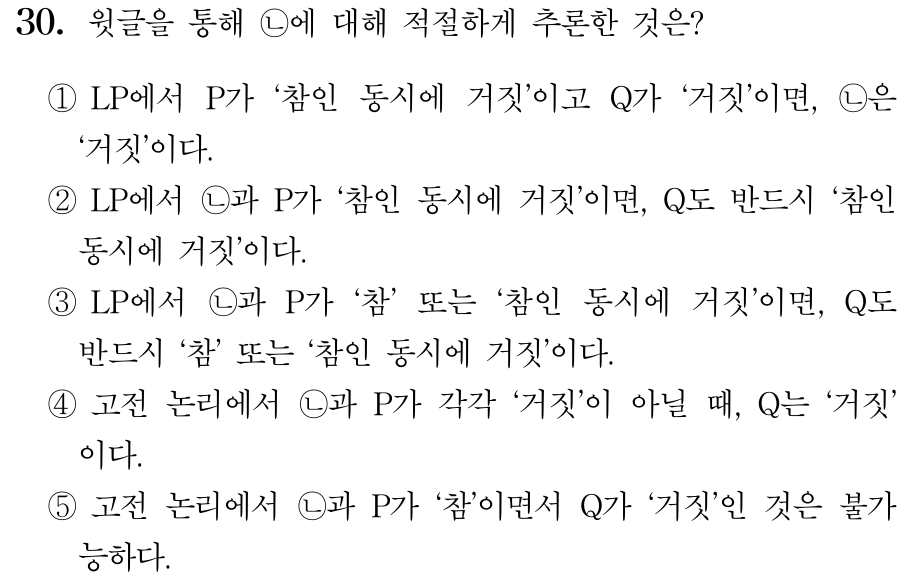 30. 윗글을 통해 ㉡에 대해 적절하게 추론한 것은?
① LP에서 P가 ‘참인 동시에 거짓’이고 Q가 ‘거짓’이면, ㉡은
‘거짓’이다.
② LP에서 ㉡과 P가 ‘참인 동시에 거짓’이면, Q도 반드시 ‘참인
동시에 거짓’이다.
③ LP에서 ㉡과 P가 ‘참’ 또는 ‘참인 동시에 거짓’이면, Q도
반드시 ‘참’ 또는 ‘참인 동시에 거짓’이다.
④ 고전 논리에서 ㉡과 P가 각각 ‘거짓’이 아닐 때, Q는 ‘거짓’
이다.
⑤ 고전 논리에서 ㉡과 P가 ‘참’이면서 Q가 ‘거짓’인 것은 불가
능하다.